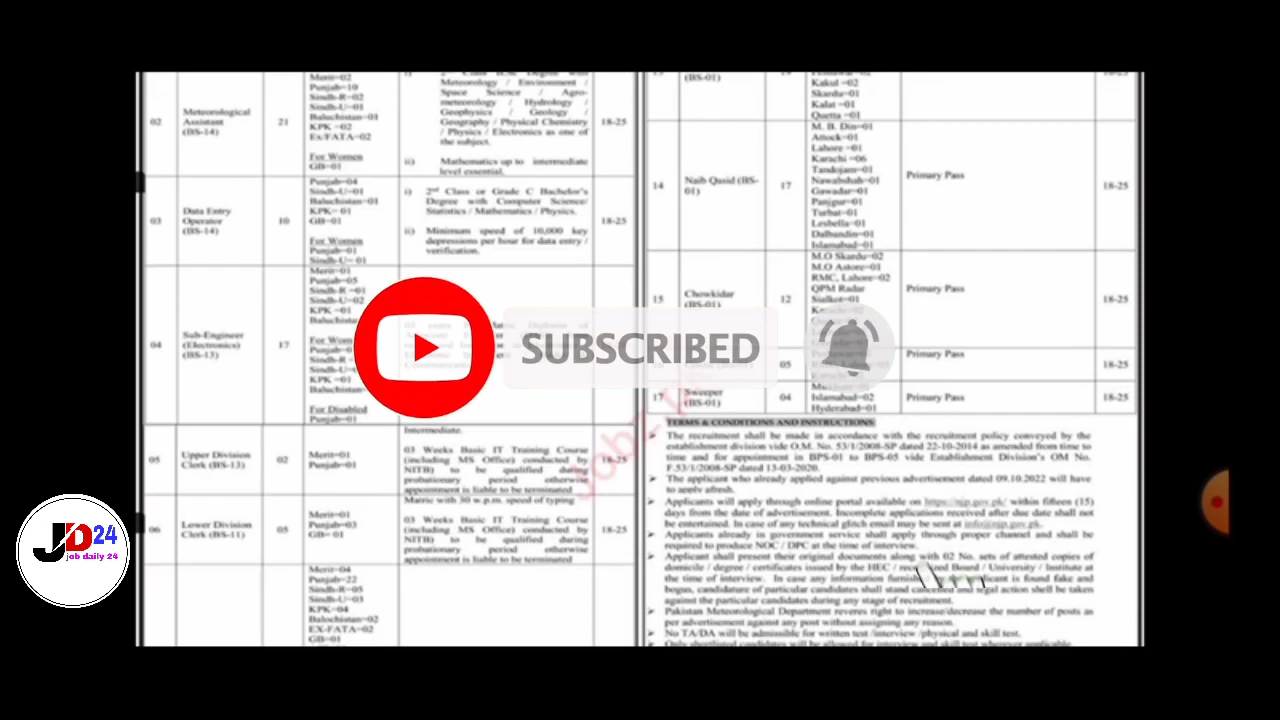 Merit=02
Punjab=10
Sindh-R=02
Sindh-U=01
Baluchistan=01
KPK =02
Ex/FATA=02
For Women
GB=01
02
Meteorological
Assistant
(BS-14)
21
Meteorology / Environment /
Space Science / Agro-
meteorology / Hydrology /
Geophysics / Geology /
Geography / Physical Chemistry
/ Physics / Electronics as one of
the subject.
ii) Mathematics up to intermediate
level essential.
18-25
03
Data Entry
Operator
(BS-14)
10
Punjab=04
Sindh-U=01
Baluchistan=01
KPK= 01
GB=01
For Women
Punjab=01
Sindh-U= 01
i) 2nd Class or Grade C Bachelor's
Degree with Computer Science/
Statistics / Mathematics / Physics.
ii) Minimum speed of 10,000 key
depressions per hour for data entry /
verification.
18-25
04
Sub-Engineer
(Electronics)
(BS-13)
17
Merit=01
Punjab=05
Sindh-R =01
Sindh-U=02
KPK =01
For Disabled
Punjab=01
05
Upper Division
Clerk (BS-13)
02
Merit=01
Punjab=01
Intermediate.
03 Weeks Basic IT Training Course
(including MS Office) conducted by
NITB) to be qualified during
probationary period otherwise
appointment is liable to be terminated
18-25
06
Lower Division
Clerk (BS-11)
05
Merit=01
Punjab=03
GB= 01
Matric with 30 w.p.m. speed of typing
03 Weeks Basic IT Training Course
(including MS Office) conducted by
NITB) to be qualified during
probationary period otherwise
appointment is liable to be terminated
18-25
Merit=04
Punjab=22
Sindh-R=05
Sindh-U=03
KPK=04
Balochistan=02
EX-FATA=02
GB=01
(BS-01)
Kakul =02
Skardu=01
Kalat =01
Quetta =01
14
Naib Qasid (BS-
01)
17
M. B. Din=01
Attock=01
Lahore =01
Karachi =06
Tandojam=01
Nawabshah=01
Gawadar=01
Panjgur=01
Turbat=01
Lesbella=01
Dalbandin=01
Islamabad=01
Primary Pass
18-25
15
Chowkidar
(BS-01)
12
M.O Skardu=02
M.O Astore=01
RMC, Lahore=02
QPM Radar
Sialkot=01
Primary Pass
18-25
05
Primary Pass
18-25
17
Sweeper
(BS-01)
04
Islamabad=02
Hyderabad=01
Primary Pass
18-25
TERMS & CONDITIONS AND INSTRUCTIONS
The recruitment shall be made in accordance with the recruitment policy conveyed by the
establishment division vide O.M. No. 53/1/2008-SP dated 22-10-2014 as amended from time to
time and for appointment in BPS-01 to BPS-05 vide Establishment Division's OM No.
F.53/1/2008-SP dated 13-03-2020.
The applicant who already applied against previous advertisement dated 09.10.2022 will have
to apply afresh.
Applicants will apply through online portal available on https://njp.gov.pk/ within fifteen (15)
days from the date of advertisement. Incomplete applications received after due date shall not
be entertained. In case of any technical glitch email may be sent at info@njp.gov.pk.
Applicants already in government service shall apply through proper channel and shall be
required to produce NOC / DPC at the time of interview.
Applicant shall present their original documents along with 02 No. sets of attested copies of
domicile / degree / certificates issued by the HEC / Board / University / Institute at
the time of interview. In case any information is found fake and
bogus, candidature of particular candidates shall stand cancelled and legal action shell be taken
against the particular candidates during any stage of recruitment.
Pakistan Meteorological Department reveres right to increase/decrease the number of posts as
per advertisement against any post without assigning any reason.
No TA/DA will be admissible for written test /interview /physical and skill test.
Only shortlisted candidates will be allowed for interview and skill test wherever applicable.
SUBSCRIBED
JD24
job daily 24